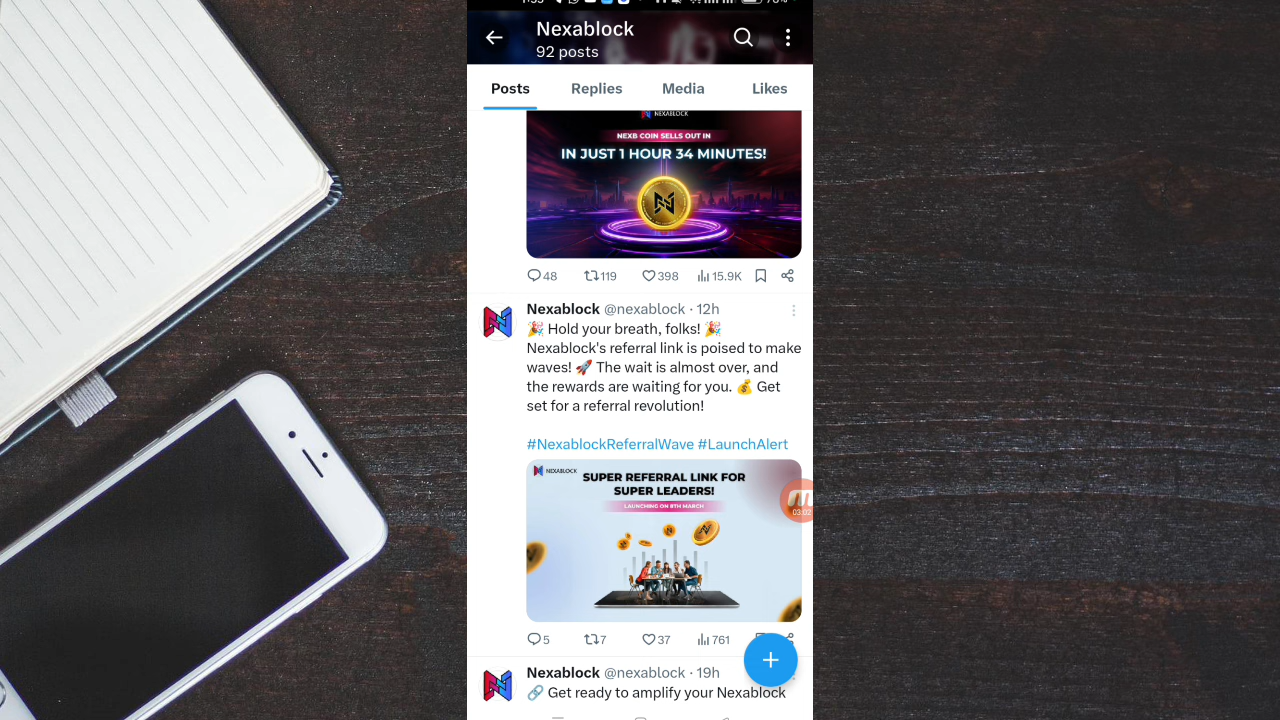 Nexablock
92 posts
Posts Replies Media Likes
NEXABLOCK
NEXB COIN SELLS OUT IN
IN JUST 1 HOUR 34 MINUTES!
48 119 398 15.9K
Nexablock @nexablock · 12h
🎉 Hold your breath, folks! 🎉
Nexablock's referral link is poised to make
waves! 🚀 The wait is almost over, and
the rewards are waiting for you. 💰 Get
set for a referral revolution!
#NexablockReferralWave #LaunchAlert
NEXABLOCK
SUPER REFERRAL LINK FOR
SUPER LEADERS!
LAUNCHING ON 8TH MARCH
03:02
5 7 37 761
Nexablock @nexablock · 19h
🔗 Get ready to amplify your Nexablock